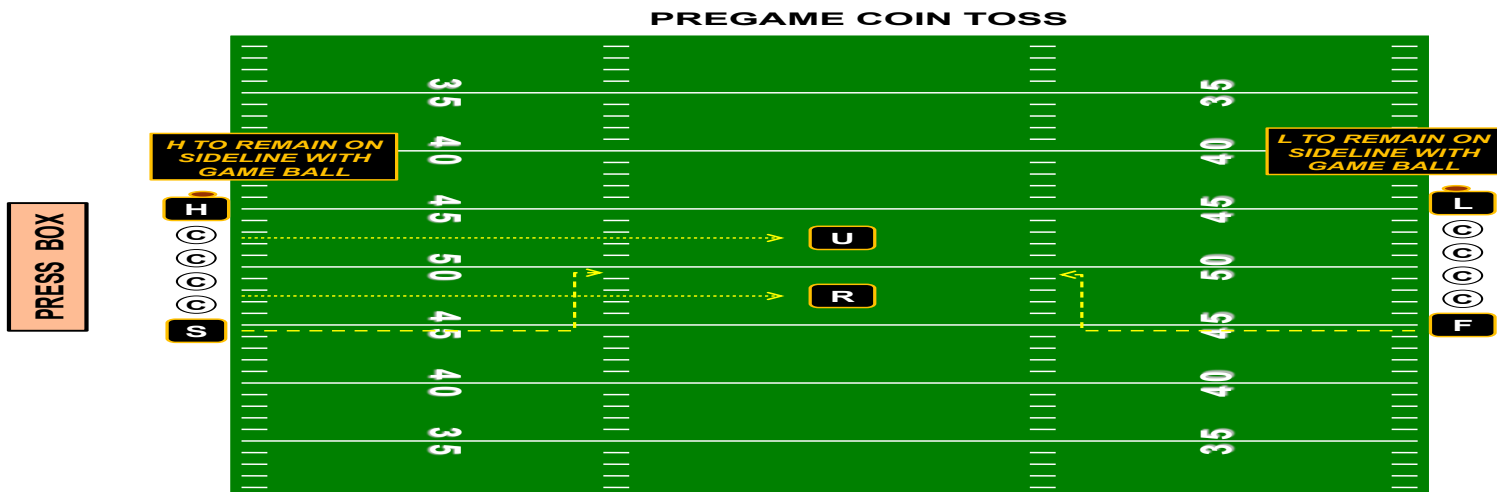 PREGAME COIN TOSS
35 35
H TO REMAIN ON
SIDELINE WITH
GAME BALL
40 40
L TO REMAIN ON
SIDELINE WITH
GAME BALL
PRESS BOX
H 45 45 L
C C
U
C C
50 50
C C
R
C C
S 45 45 F
40 40
35 35